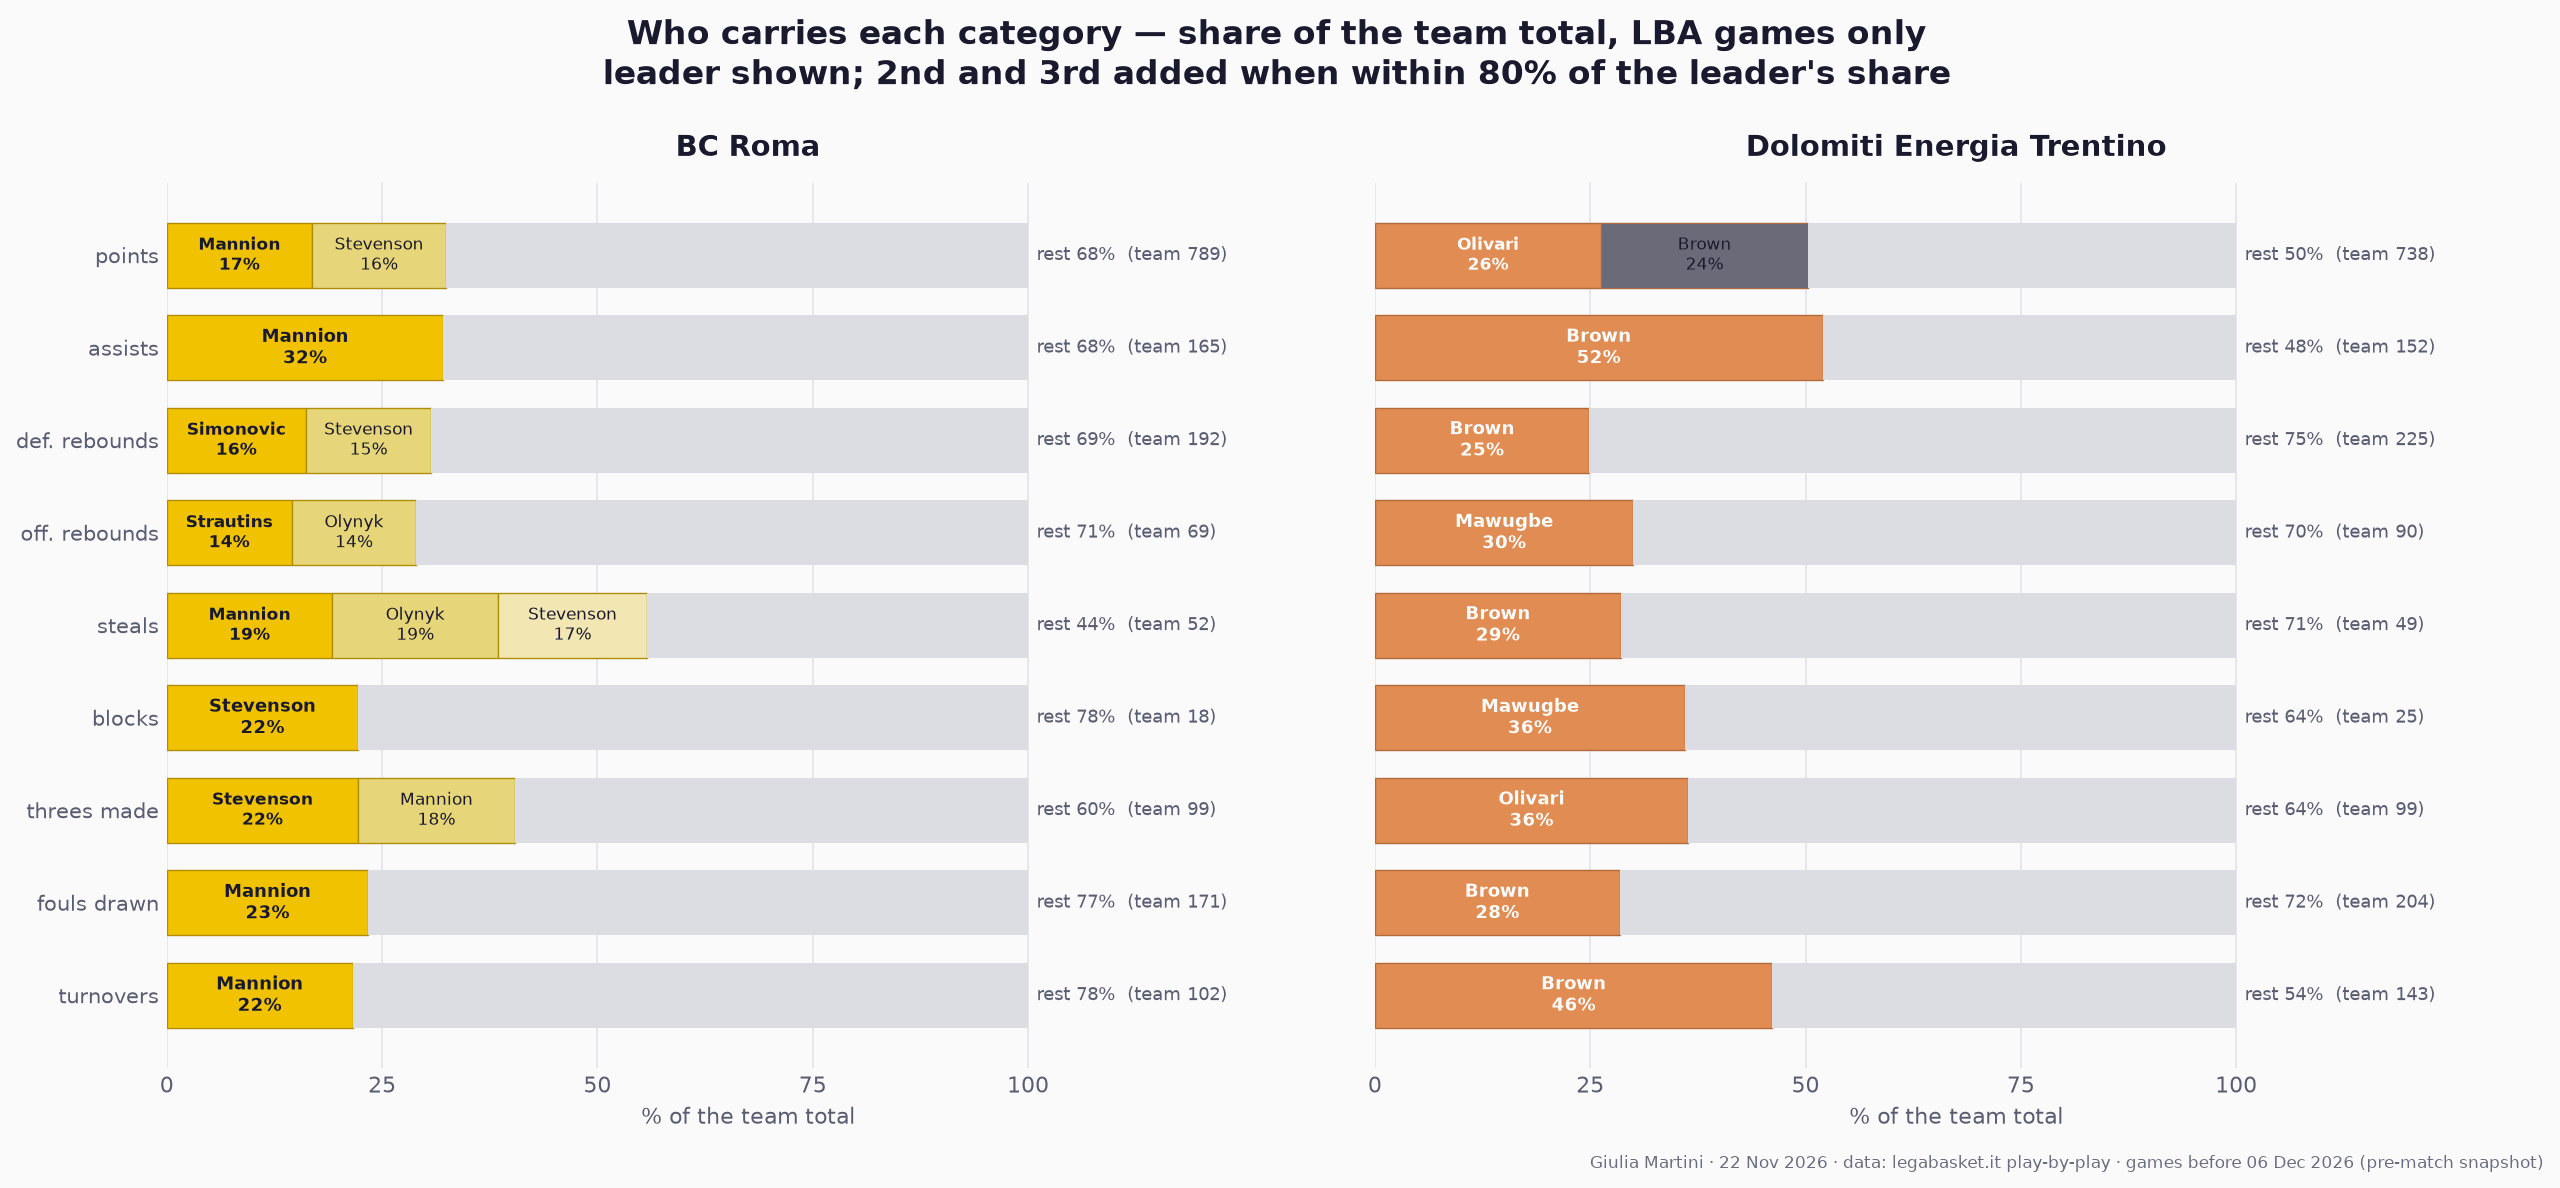 Who carries each category — share of the team total, LBA games only
leader shown; 2nd and 3rd added when within 80% of the leader's share
BC Roma
points
Mannion
17%
Stevenson
16%
rest 68% (team 789)
assists
Mannion
32%
rest 68% (team 165)
def. rebounds
Simonovic
16%
Stevenson
15%
rest 69% (team 192)
off. rebounds
Strautins
14%
Olynyk
14%
rest 71% (team 69)
steals
Mannion
19%
Olynyk
19%
Stevenson
17%
rest 44% (team 52)
blocks
Stevenson
22%
rest 78% (team 18)
threes made
Stevenson
22%
Mannion
18%
rest 60% (team 99)
fouls drawn
Mannion
23%
rest 77% (team 171)
turnovers
Mannion
22%
rest 78% (team 102)
0 25 50 75 100
% of the team total
Dolomiti Energia Trentino
Olivari
26%
Brown
24%
rest 50% (team 738)
Brown
52%
rest 48% (team 152)
Brown
25%
rest 75% (team 225)
Mawugbe
30%
rest 70% (team 90)
Brown
29%
rest 71% (team 49)
Mawugbe
36%
rest 64% (team 25)
Olivari
36%
rest 64% (team 99)
Brown
28%
rest 72% (team 204)
Brown
46%
rest 54% (team 143)
0 25 50 75 100
% of the team total
Giulia Martini · 22 Nov 2026 · data: legabasket.it play-by-play · games before 06 Dec 2026 (pre-match snapshot)